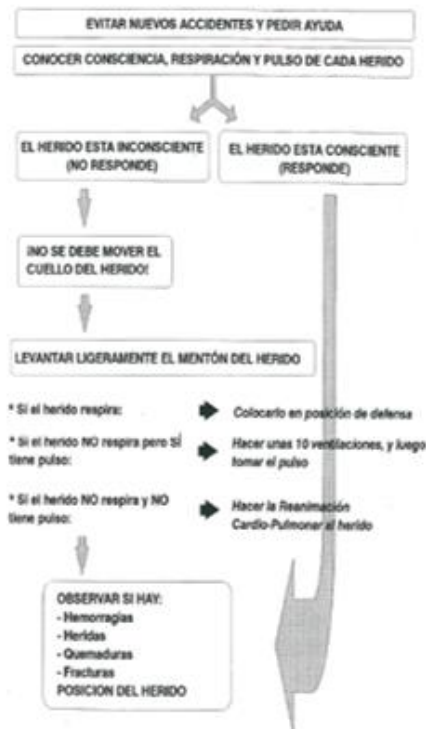 EVITAR NUEVOS ACCIDENTES Y PEDIR AYUDA
CONOCER CONSCIENCIA, RESPIRACIÓN Y PULSO DE CADA HERIDO
EL HERIDO ESTA INCONSCIENTE
(NO RESPONDE)
EL HERIDO ESTA CONSCIENTE
(RESPONDE)
¡NO SE DEBE MOVER EL
CUELLO DEL HERIDO!
LEVANTAR LIGERAMENTE EL MENTÓN DEL HERIDO
* Si el herido respira:
Colocarlo en posición de defensa
* Si el herido NO respira pero SÍ
tiene pulso:
Hacer unas 10 ventilaciones, y luego
tomar el pulso
* Si el herido NO respira y NO
tiene pulso:
Hacer la Reanimación
Cardio-Pulmonar al herido
OBSERVAR SI HAY:
- Hemorragias
- Heridas
- Quemaduras
- Fracturas
POSICION DEL HERIDO